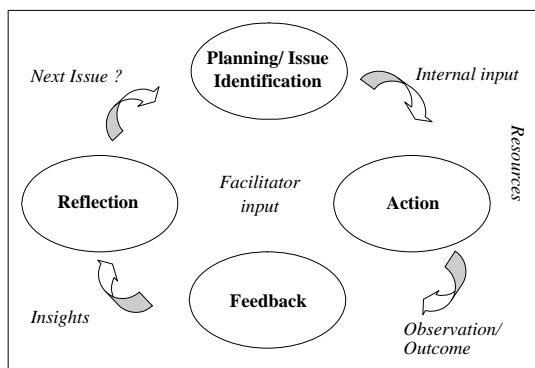 Planning/ Issue
Identification
Next Issue ?
Internal input
Resources
Reflection
Facilitator
input
Action
Feedback
Insights
Observation/
Outcome